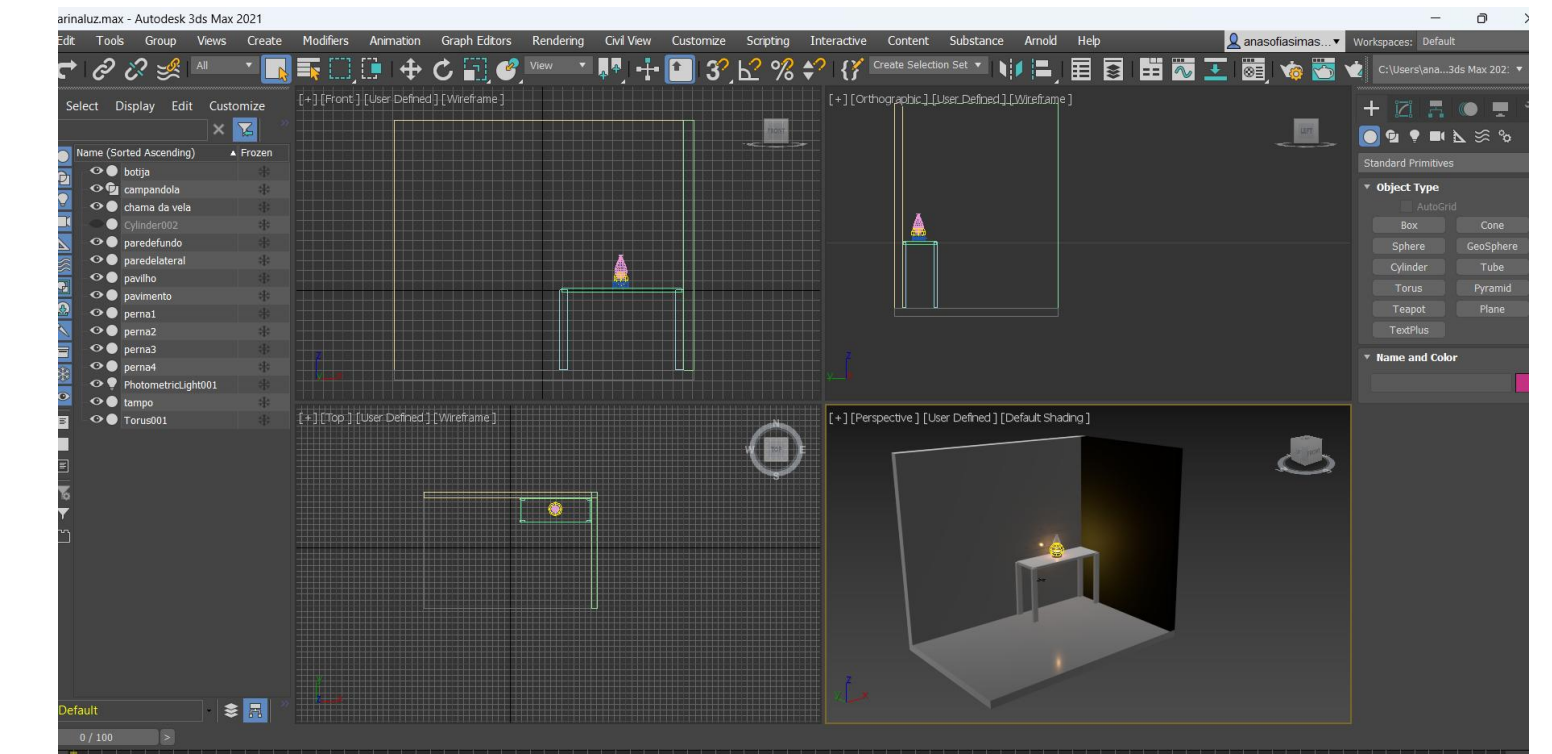 arinaluz.max - Autodesk 3ds Max 2021
Edit Tools Group Views Create Modifiers Animation Graph Editors Rendering Civil View Customize Scripting Interactive Content Substance Arnold Help anasofiasimas... Workspaces: Default
All View Create Selection Set C:\Users\ana...3ds Max 202:
Select Display Edit Customize
Name (Sorted Ascending) Frozen
botija
campandola
chama da vela
Cylinder002
paredefundo
paredelateral
pavilho
pavimento
perna1
perna2
perna3
perna4
PhotometricLight001
tampo
Torus001
Default
0 / 100 >
[+] [Front ] [User Defined ] [Wireframe ]
FRONT
[+] [Orthographic ] [User Defined ] [Wireframe ]
LEFT
[+] [Top ] [User Defined ] [Wireframe ]
N
W TOP E
S
[+] [Perspective ] [User Defined ] [Default Shading ]
Standard Primitives
Object Type
AutoGrid
Box Cone
Sphere GeoSphere
Cylinder Tube
Torus Pyramid
Teapot Plane
TextPlus
Name and Color